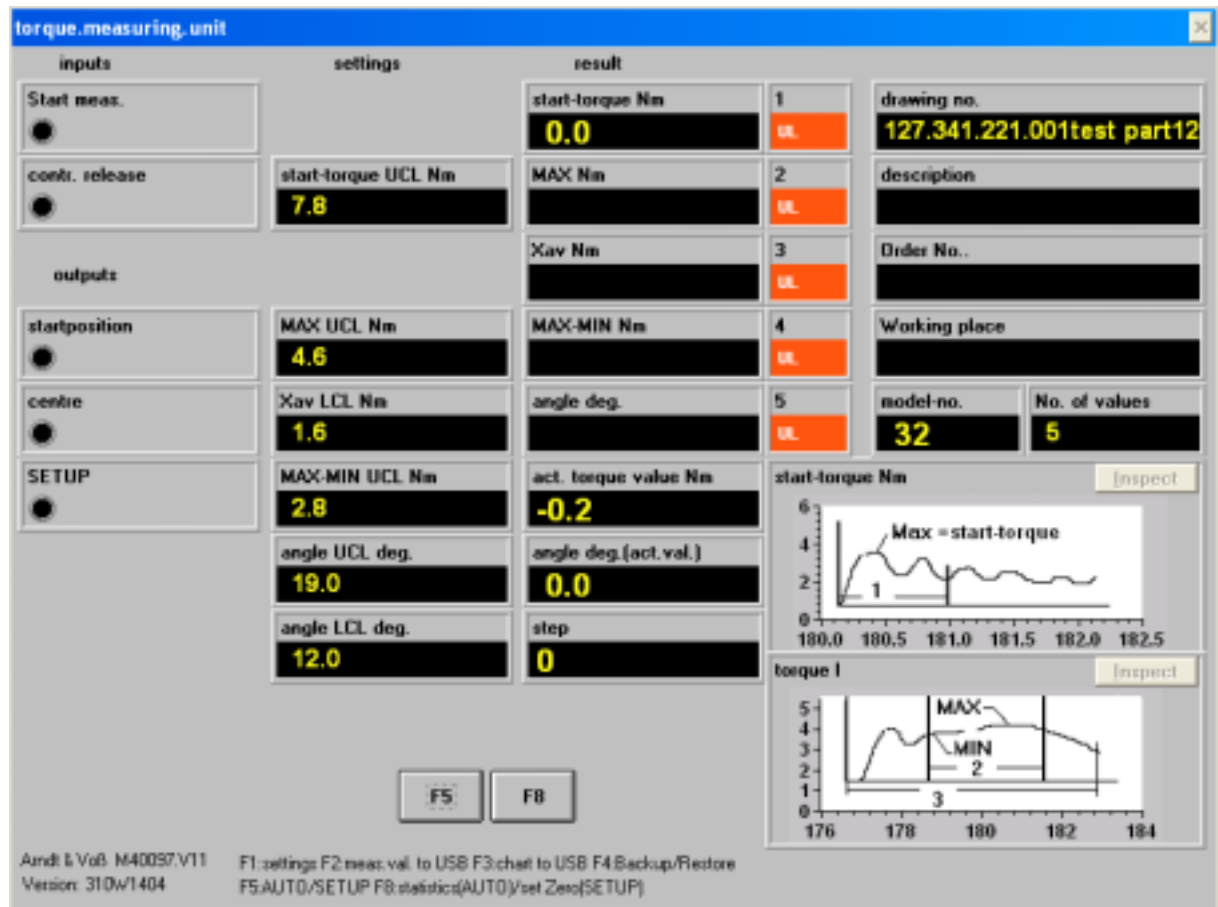 torque.measuring.unit
inputs settings result
Start meas. start-torque Nm 1 drawing no.
0.0 UL 127.341.221.001test part12
contr. release start-torque UCL Nm MAX Nm 2 description
7.8 UL
Xav Nm 3 Order No..
outputs UL
startposition MAX UCL Nm MAX-MIN Nm 4 Working place
4.6 UL
centre Xav LCL Nm angle deg. 5 model-no. No. of values
1.6 UL 32 5
SETUP MAX-MIN UCL Nm act. torque value Nm start-torque Nm Inspect
2.8 -0.2
angle UCL deg. angle deg.(act.val.)
19.0 0.0
angle LCL deg. step
12.0 0
6
4
2
0
Max =start-torque
1
180.0 180.5 181.0 181.5 182.0 182.5
torque I Inspect
5
4
3
2
1
0
MAX
MIN
2
3
176 178 180 182 184
F5 F8
Arndt & Voß M40097.V11 F1:settings F2:meas.val. to USB F3:chart to USB F4:Backup/Restore
Version: 310W1404 F5:AUTO/SETUP F8:statistics(AUTO)/set Zero(SETUP)